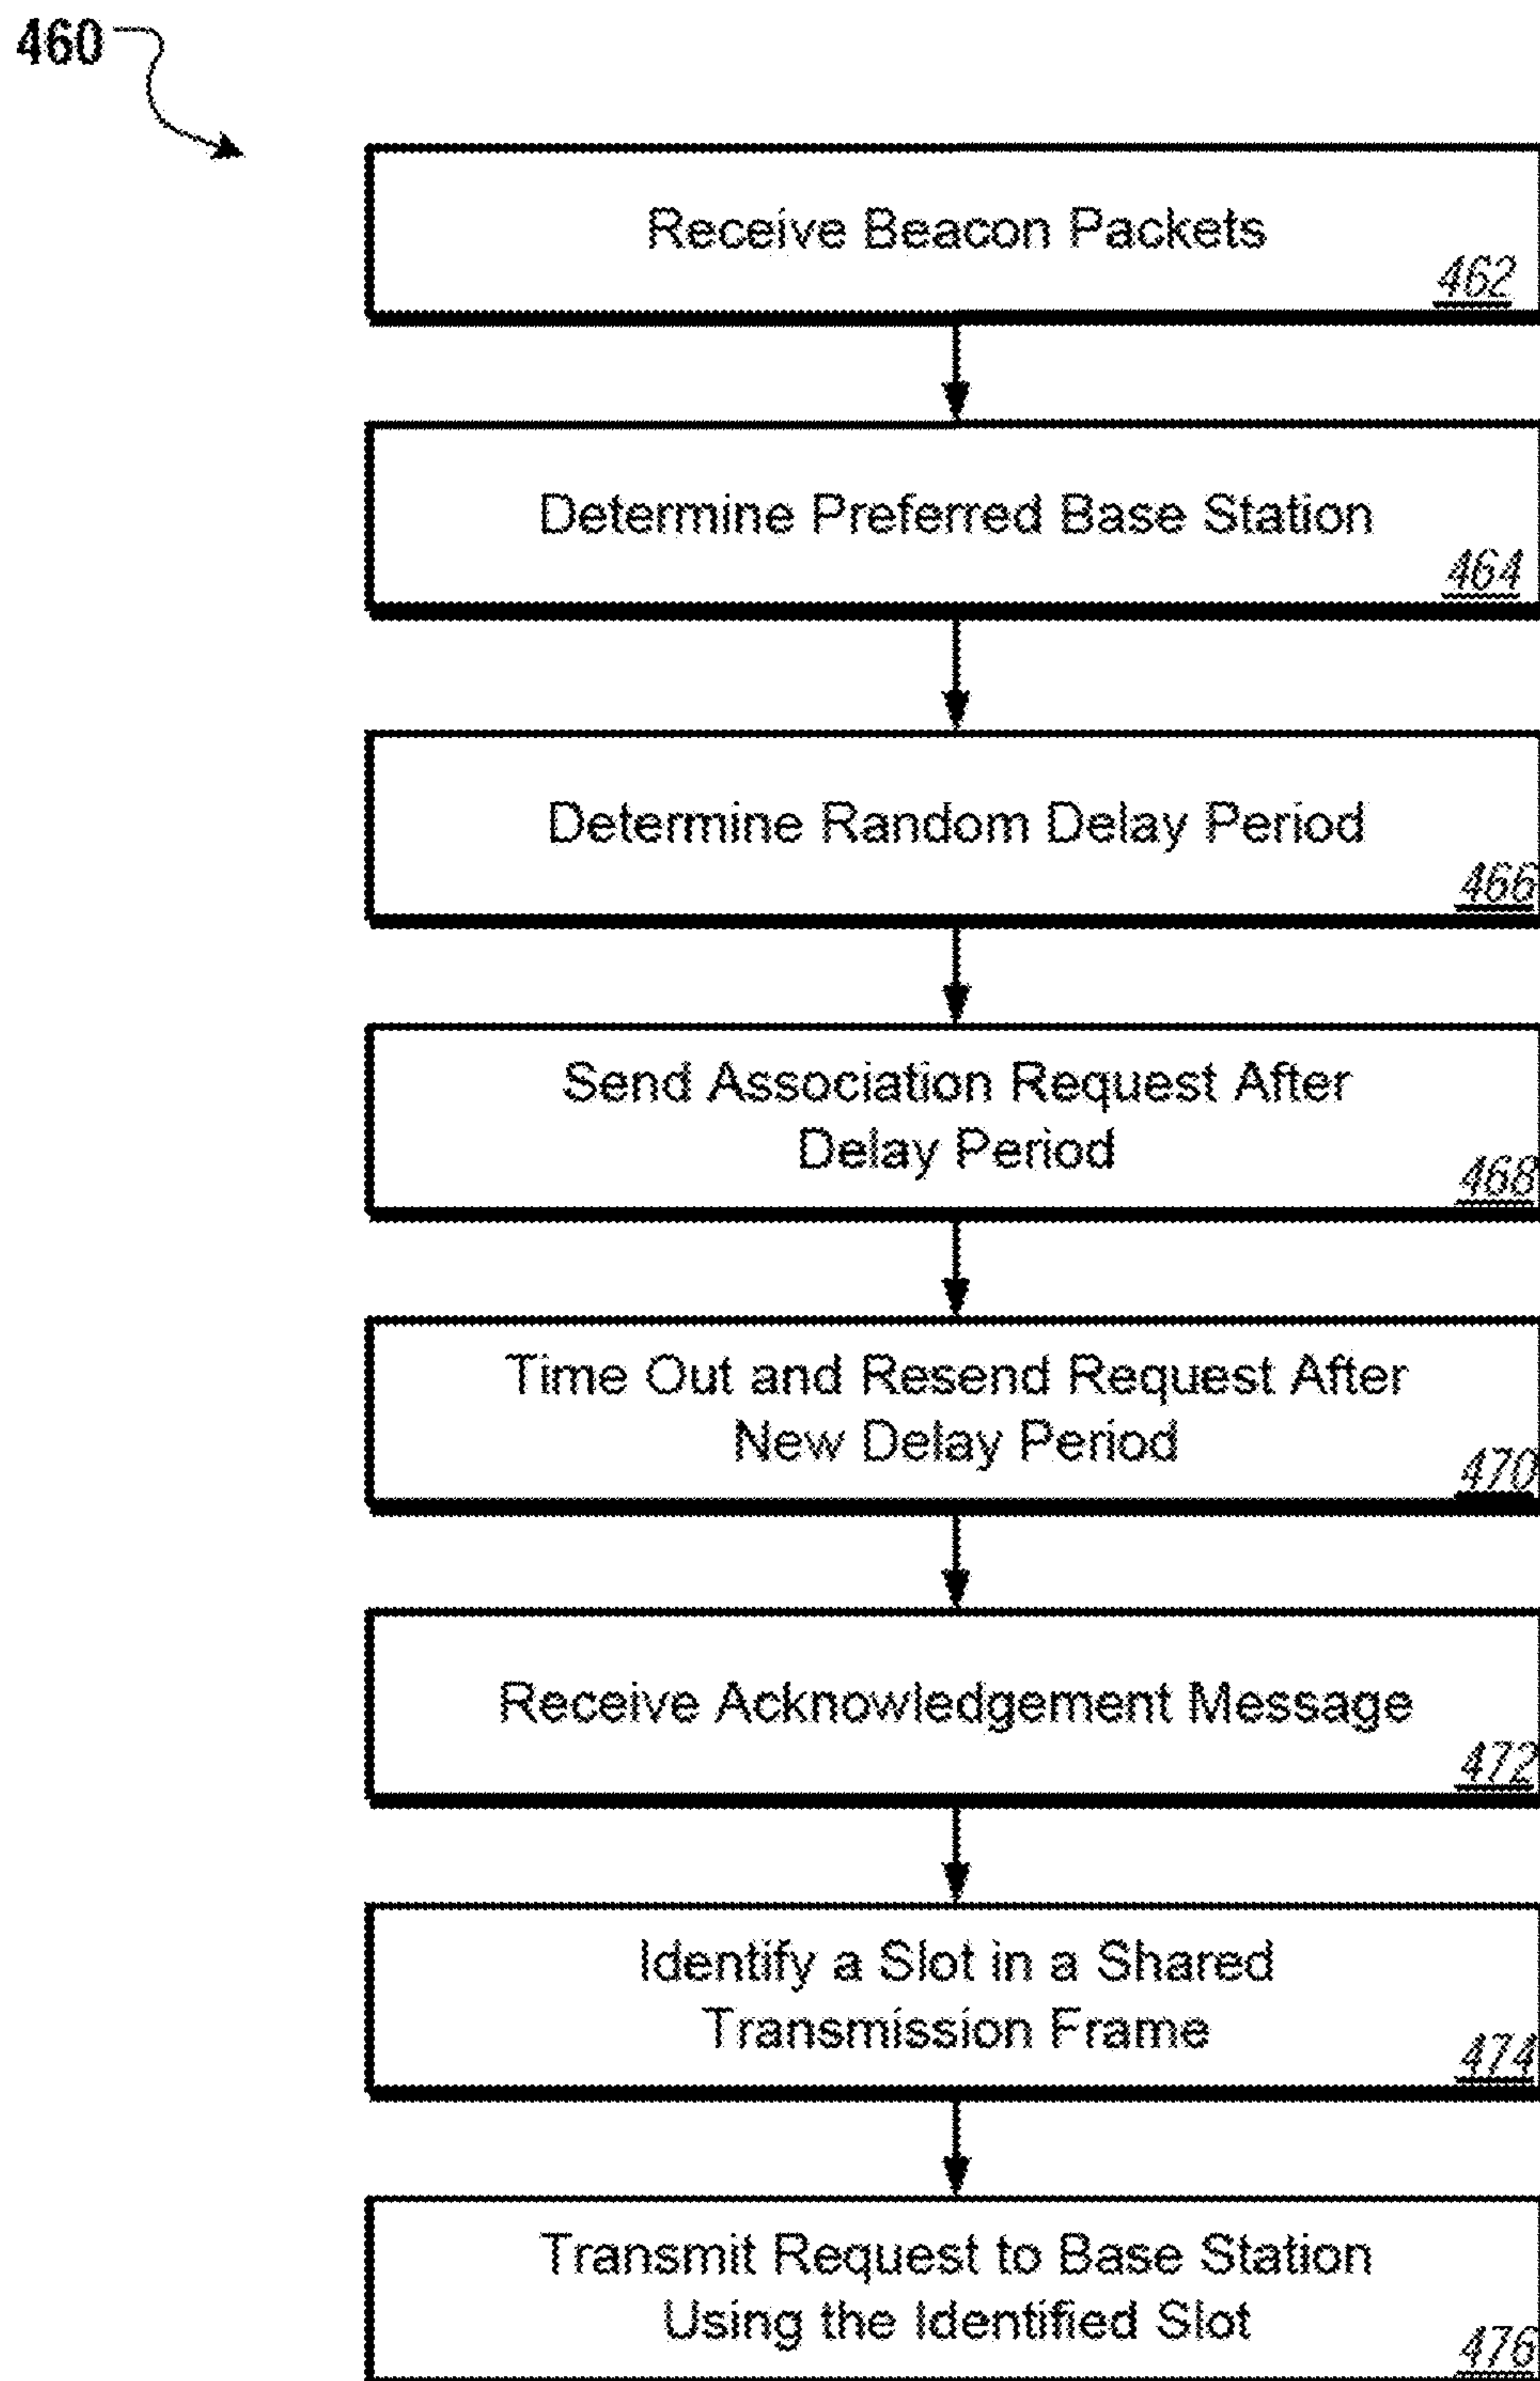 460
Receive Beacon Packets
462
Determine Preferred Base Station
464
Determine Random Delay Period
466
Send Association Request After
Delay Period
468
Time Out and Resend Request After
New Delay Period
470
Receive Acknowledgement Message
472
Identify a Slot in a Shared
Transmission Frame
474
Transmit Request to Base Station
Using the Identified Slot
476